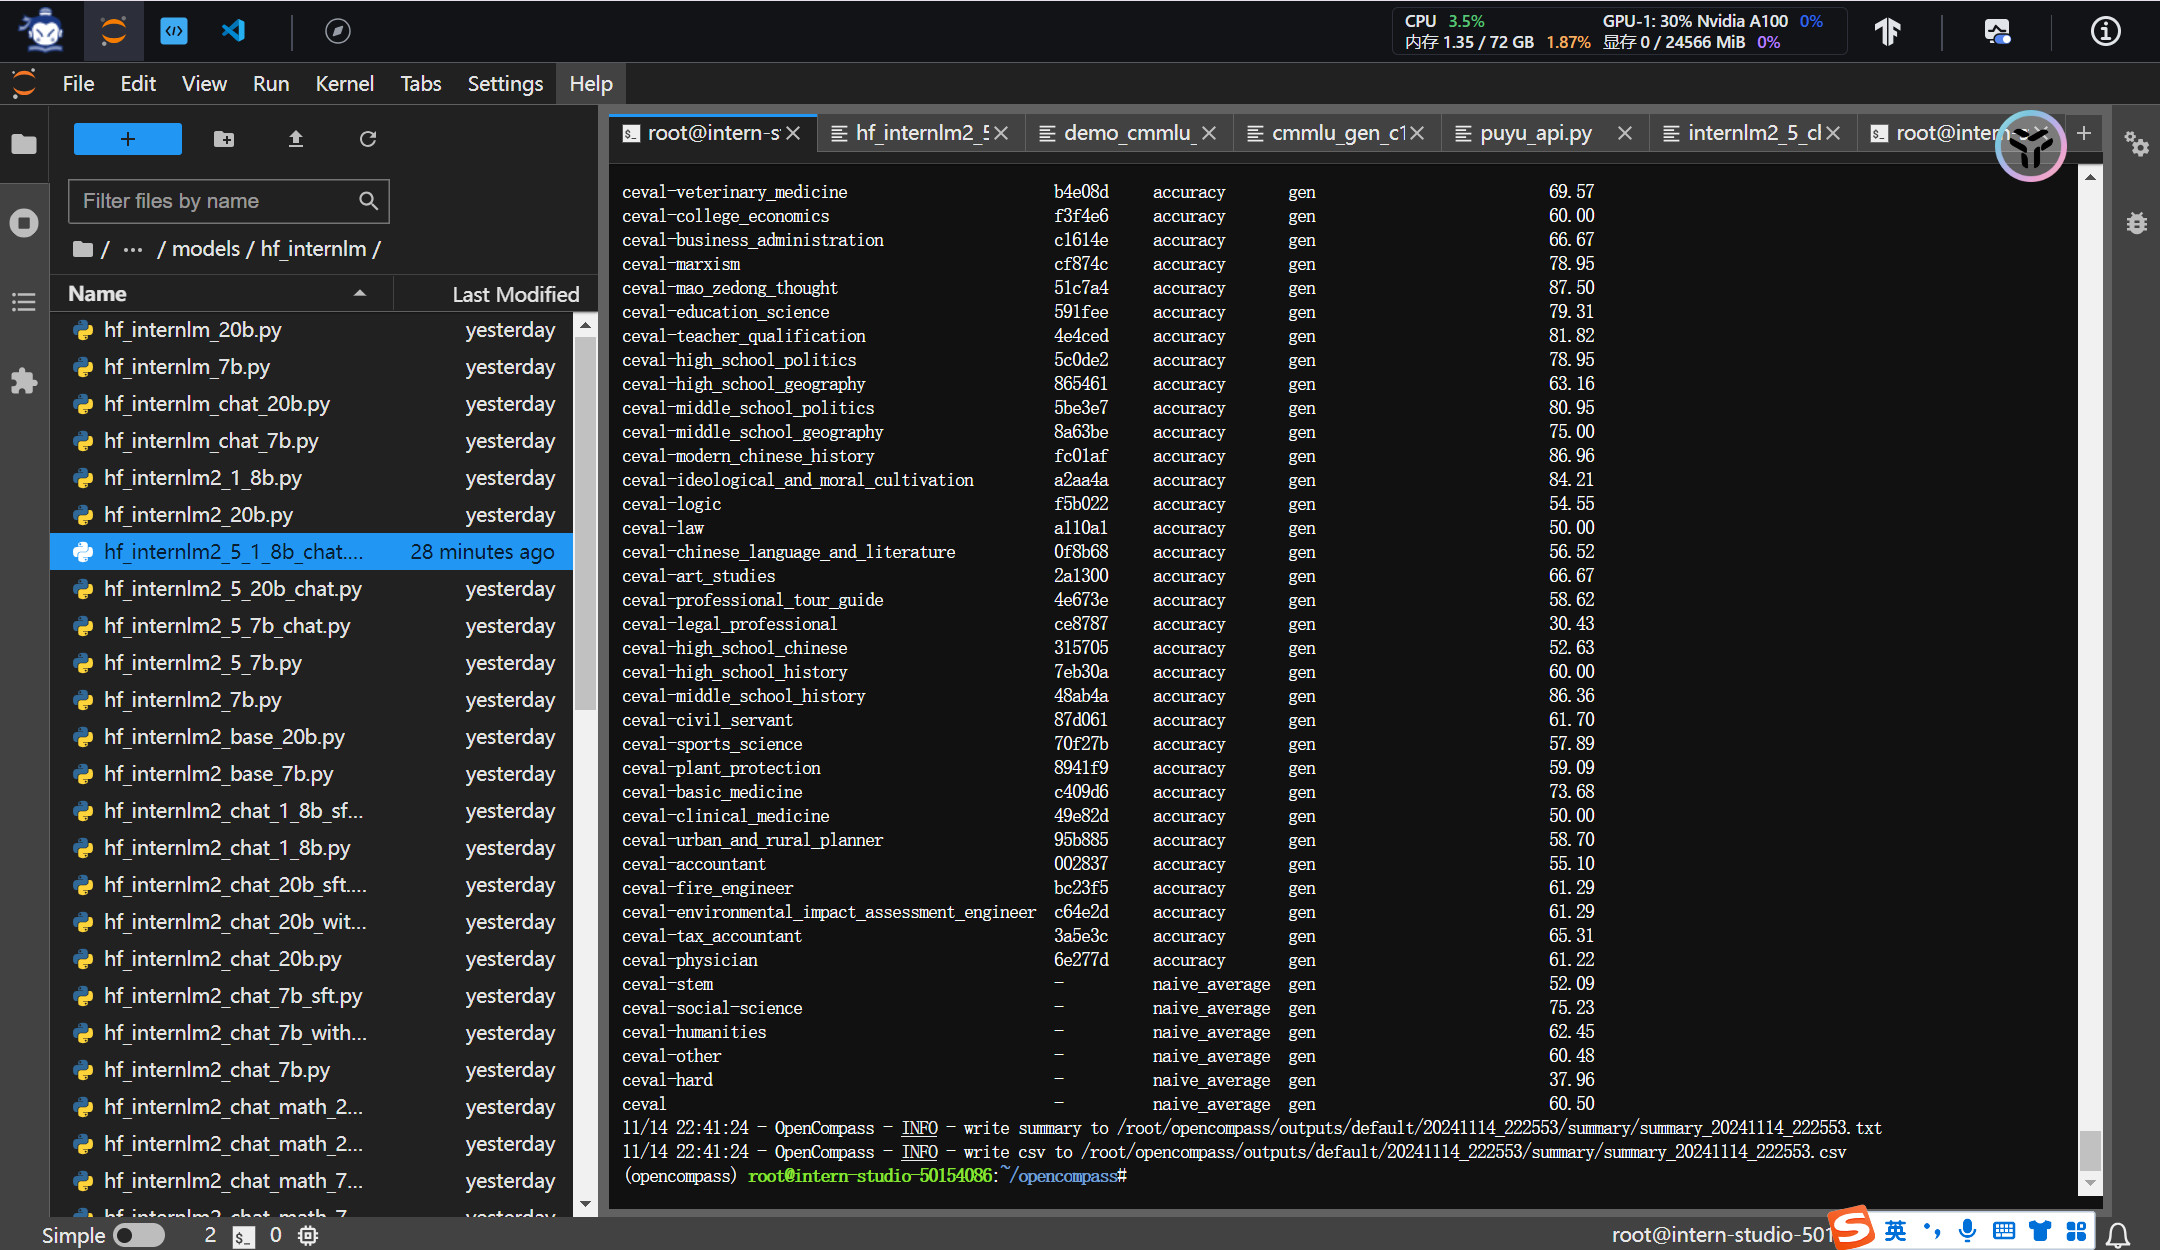 CPU 3.5% GPU-1: 30% Nvidia A100 0%
内存 1.35 / 72 GB 1.87% 显存 0 / 24566 MiB 0%
File Edit View Run Kernel Tabs Settings Help
root@intern-s hf_internlm2_5 demo_cmmlu_ cmmlu_gen_c1 puyu_api.py internlm2_5_cl root@intern
Filter files by name
/ ··· / models / hf_internlm /
Name Last Modified
hf_internlm_20b.py yesterday
hf_internlm_7b.py yesterday
hf_internlm_chat_20b.py yesterday
hf_internlm_chat_7b.py yesterday
hf_internlm2_1_8b.py yesterday
hf_internlm2_20b.py yesterday
hf_internlm2_5_1_8b_chat.... 28 minutes ago
hf_internlm2_5_20b_chat.py yesterday
hf_internlm2_5_7b_chat.py yesterday
hf_internlm2_5_7b.py yesterday
hf_internlm2_7b.py yesterday
hf_internlm2_base_20b.py yesterday
hf_internlm2_base_7b.py yesterday
hf_internlm2_chat_1_8b_sf... yesterday
hf_internlm2_chat_1_8b.py yesterday
hf_internlm2_chat_20b_sft.... yesterday
hf_internlm2_chat_20b_wit... yesterday
hf_internlm2_chat_20b.py yesterday
hf_internlm2_chat_7b_sft.py yesterday
hf_internlm2_chat_7b_with... yesterday
hf_internlm2_chat_7b.py yesterday
hf_internlm2_chat_math_2... yesterday
hf_internlm2_chat_math_2... yesterday
hf_internlm2_chat_math_7... yesterday
hf_internlm2_chat_math_7 yesterday
ceval-veterinary_medicine b4e08d accuracy gen 69.57
ceval-college_economics f3f4e6 accuracy gen 60.00
ceval-business_administration c1614e accuracy gen 66.67
ceval-marxism cf874c accuracy gen 78.95
ceval-mao_zedong_thought 51c7a4 accuracy gen 87.50
ceval-education_science 591fee accuracy gen 79.31
ceval-teacher_qualification 4e4ced accuracy gen 81.82
ceval-high_school_politics 5c0de2 accuracy gen 78.95
ceval-high_school_geography 865461 accuracy gen 63.16
ceval-middle_school_politics 5be3e7 accuracy gen 80.95
ceval-middle_school_geography 8a63be accuracy gen 75.00
ceval-modern_chinese_history fc01af accuracy gen 86.96
ceval-ideological_and_moral_cultivation a2aa4a accuracy gen 84.21
ceval-logic f5b022 accuracy gen 54.55
ceval-law a110a1 accuracy gen 50.00
ceval-chinese_language_and_literature 0f8b68 accuracy gen 56.52
ceval-art_studies 2a1300 accuracy gen 66.67
ceval-professional_tour_guide 4e673e accuracy gen 58.62
ceval-legal_professional ce8787 accuracy gen 30.43
ceval-high_school_chinese 315705 accuracy gen 52.63
ceval-high_school_history 7eb30a accuracy gen 60.00
ceval-middle_school_history 48ab4a accuracy gen 86.36
ceval-civil_servant 87d061 accuracy gen 61.70
ceval-sports_science 70f27b accuracy gen 57.89
ceval-plant_protection 8941f9 accuracy gen 59.09
ceval-basic_medicine c409d6 accuracy gen 73.68
ceval-clinical_medicine 49e82d accuracy gen 50.00
ceval-urban_and_rural_planner 95b885 accuracy gen 58.70
ceval-accountant 002837 accuracy gen 55.10
ceval-fire_engineer bc23f5 accuracy gen 61.29
ceval-environmental_impact_assessment_engineer c64e2d accuracy gen 61.29
ceval-tax_accountant 3a5e3c accuracy gen 65.31
ceval-physician 6e277d accuracy gen 61.22
ceval-stem - naive_average gen 52.09
ceval-social-science - naive_average gen 75.23
ceval-humanities - naive_average gen 62.45
ceval-other - naive_average gen 60.48
ceval-hard - naive_average gen 37.96
ceval - naive_average gen 60.50
11/14 22:41:24 - OpenCompass - INFO - write summary to /root/opencompass/outputs/default/20241114_222553/summary/summary_20241114_222553.txt
11/14 22:41:24 - OpenCompass - INFO - write csv to /root/opencompass/outputs/default/20241114_222553/summary/summary_20241114_222553.csv
(opencompass) root@intern-studio-50154086:~/opencompass#
Simple 2 0 root@intern-studio-501 英